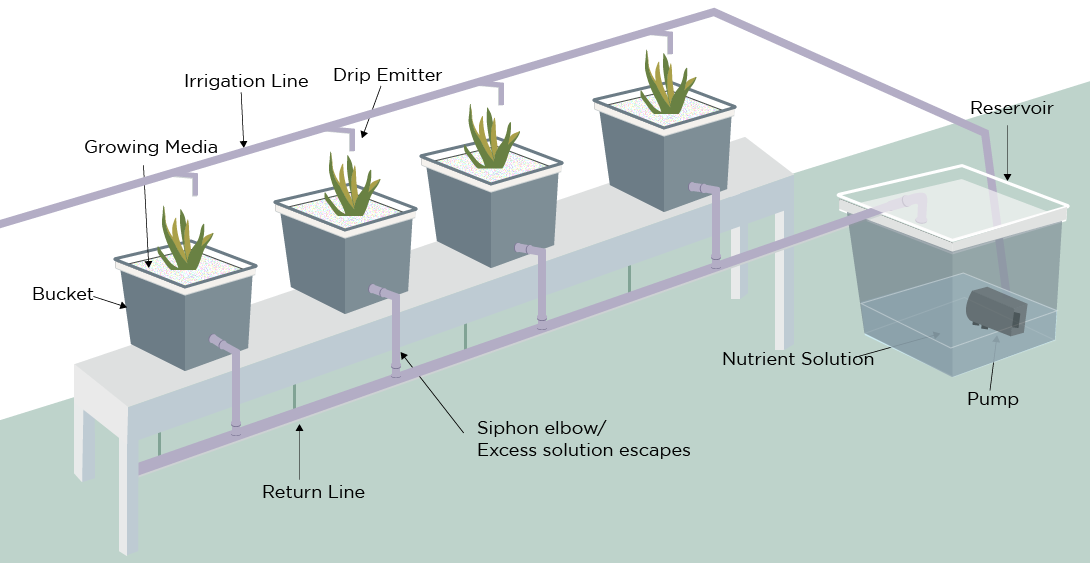 Irrigation Line
Drip Emitter
Reservoir
Growing Media
Bucket
Nutrient Solution
Pump
Siphon elbow/
Excess solution escapes
Return Line